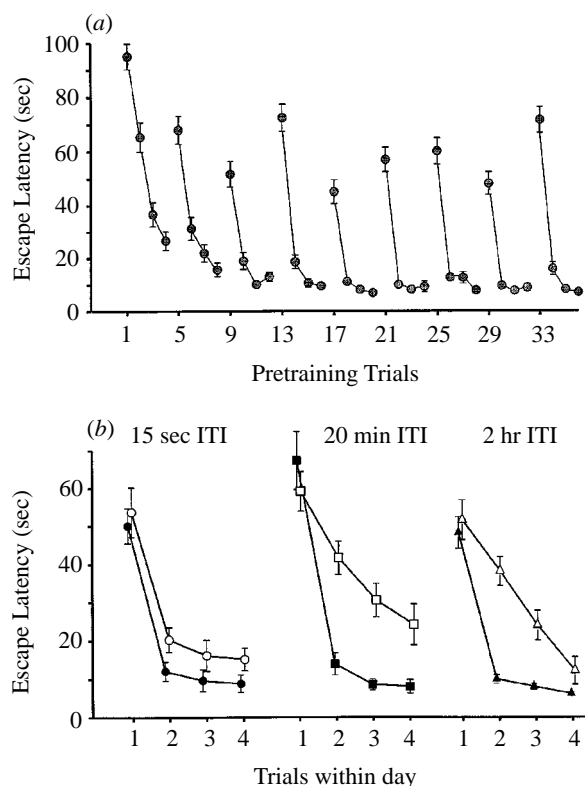 (a)
100
80
60
40
20
0
Escape Latency (sec)
1 5 9 13 17 21 25 29 33
Pretraining Trials
(b)
15 sec ITI 20 min ITI 2 hr ITI
60
40
20
0
Escape Latency (sec)
1 2 3 4 1 2 3 4 1 2 3 4
Trials within day